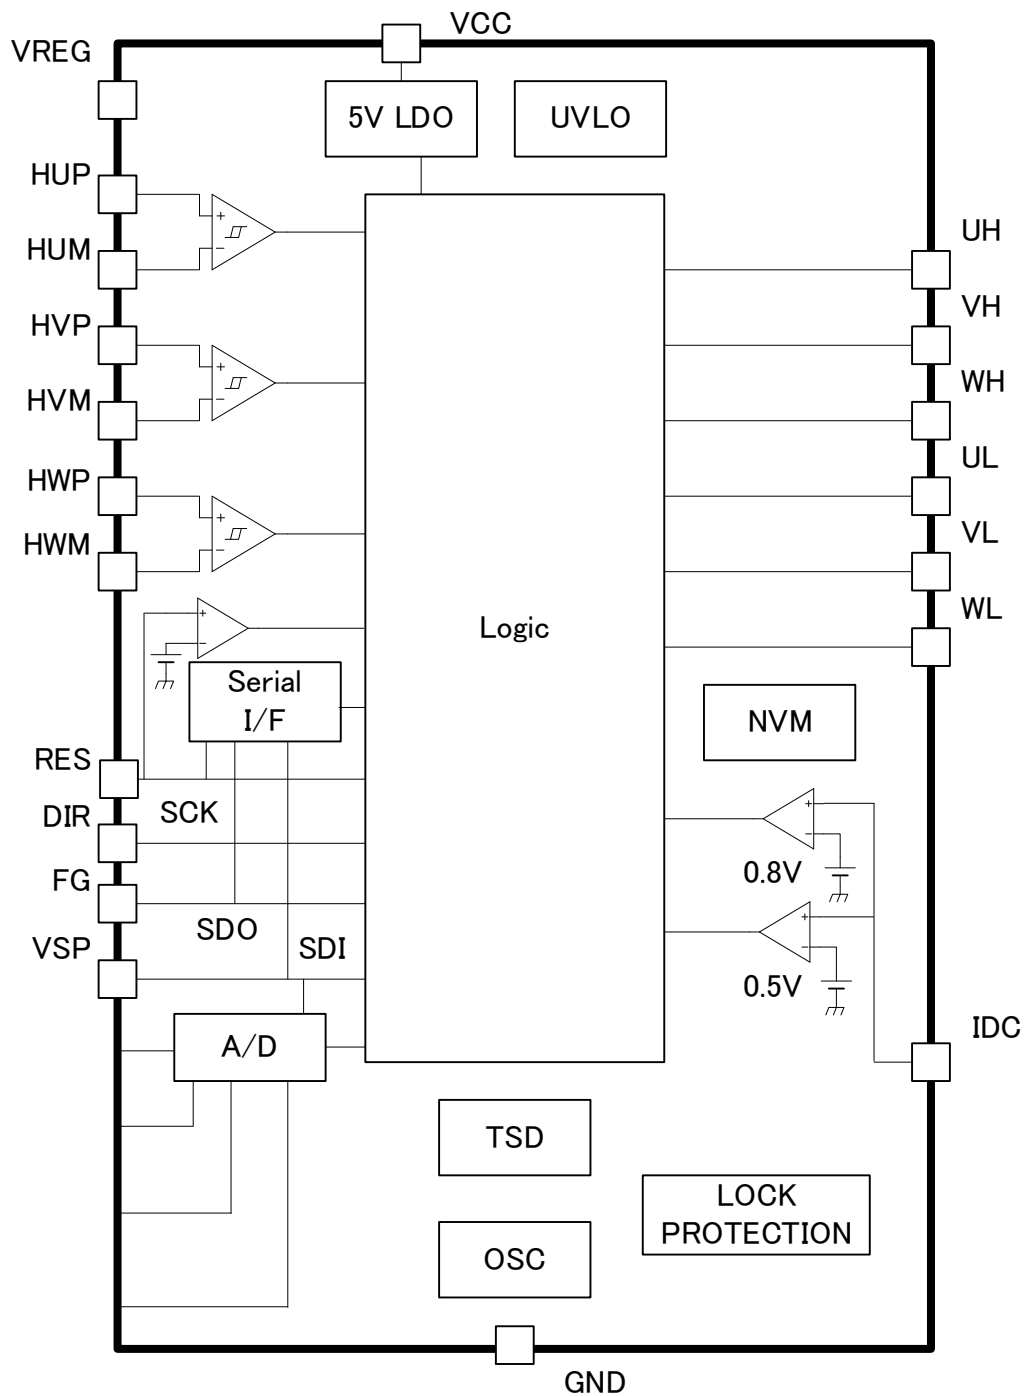 VCC
VREG
5V LDO
UVLO
HUP
HUM
HVP
HVM
HWP
HWM
UH
VH
WH
UL
VL
WL
Logic
Serial
I/F
NVM
RES
SCK
DIR
FG
SDO
SDI
VSP
0.8V
0.5V
A/D
IDC
TSD
LOCK
PROTECTION
OSC
GND